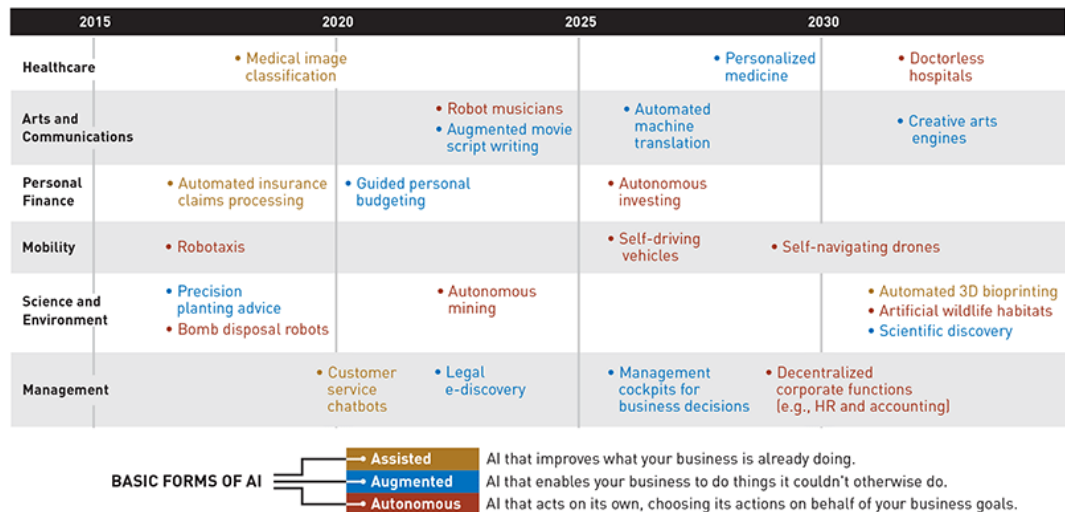 2015 2020 2025 2030
Healthcare
• Medical image
classification
• Personalized
medicine
• Doctorless
hospitals
Arts and
Communications
• Robot musicians
• Augmented movie
script writing
• Automated
machine
translation
• Creative arts
engines
Personal
Finance
• Automated insurance
claims processing
• Guided personal
budgeting
• Autonomous
investing
Mobility
• Robotaxis
• Self-driving
vehicles
• Self-navigating drones
Science and
Environment
• Precision
planting advice
• Bomb disposal robots
• Autonomous
mining
• Automated 3D bioprinting
• Artificial wildlife habitats
• Scientific discovery
Management
• Customer
service
chatbots
• Legal
e-discovery
• Management
cockpits for
business decisions
• Decentralized
corporate functions
(e.g., HR and accounting)
BASIC FORMS OF AI
Assisted AI that improves what your business is already doing.
Augmented AI that enables your business to do things it couldn't otherwise do.
Autonomous AI that acts on its own, choosing its actions on behalf of your business goals.